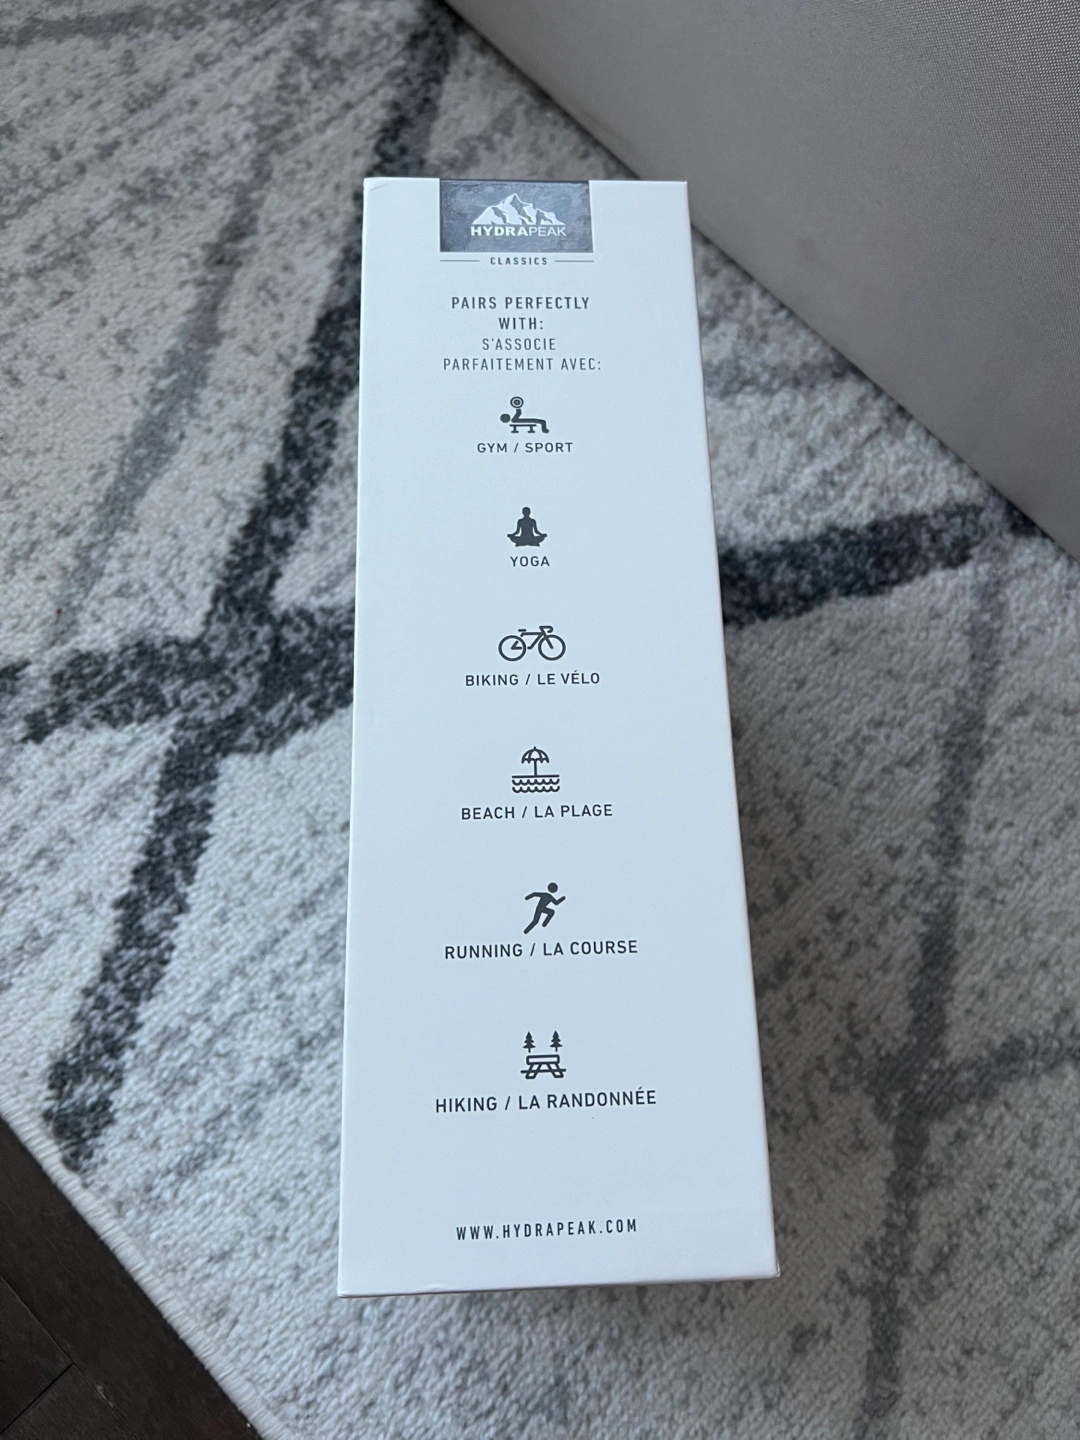 HYDRAPEAK
CLASSICS
PAIRS PERFECTLY
WITH:
S'ASSOCIE
PARFAITEMENT AVEC:
GYM / SPORT
YOGA
BIKING / LE VÉLO
BEACH / LA PLAGE
RUNNING / LA COURSE
HIKING / LA RANDONNÉE
WWW.HYDRAPEAK.COM